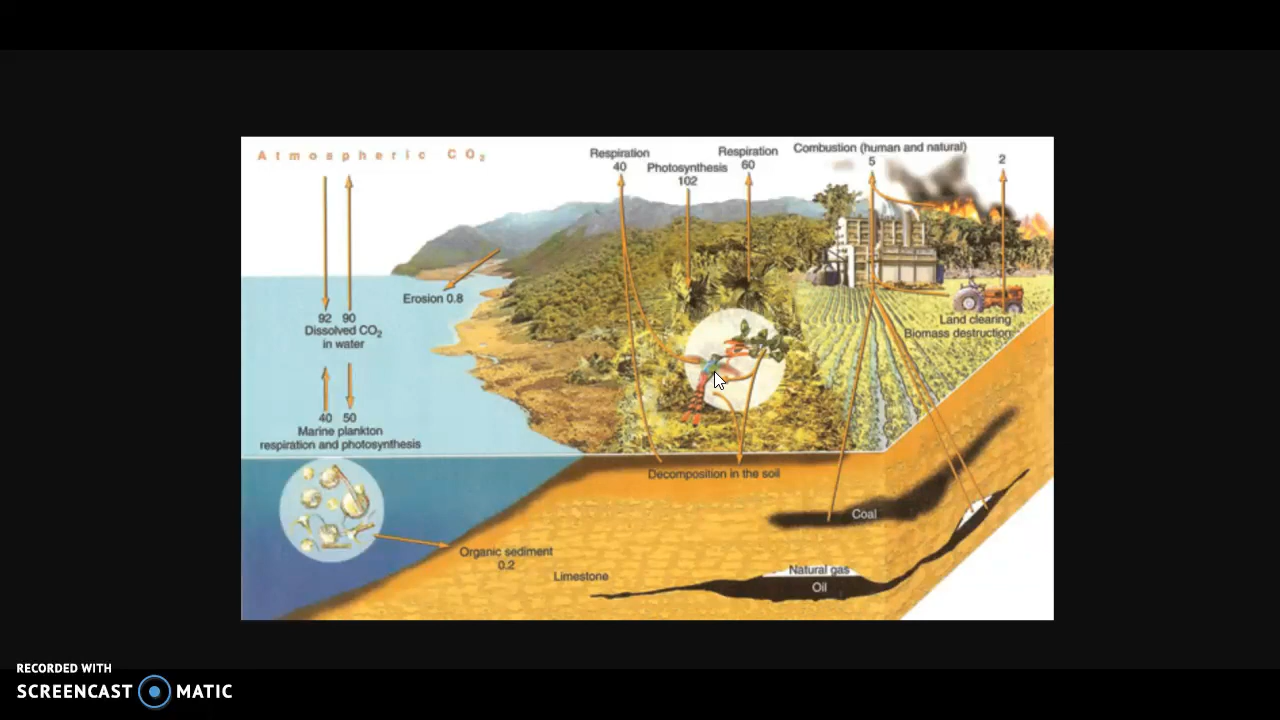 Atmospheric CO2
Respiration
40
Photosynthesis
102
Respiration
60
Combustion (human and natural)
5
2
Erosion 0.8
92 90
Dissolved CO2
in water
40 50
Marine plankton
respiration and photosynthesis
Land clearing
Biomass destruction
Decomposition in the soil
Coal
Organic sediment
0.2
Limestone
Natural gas
Oil
RECORDED WITH
SCREENCAST MATIC